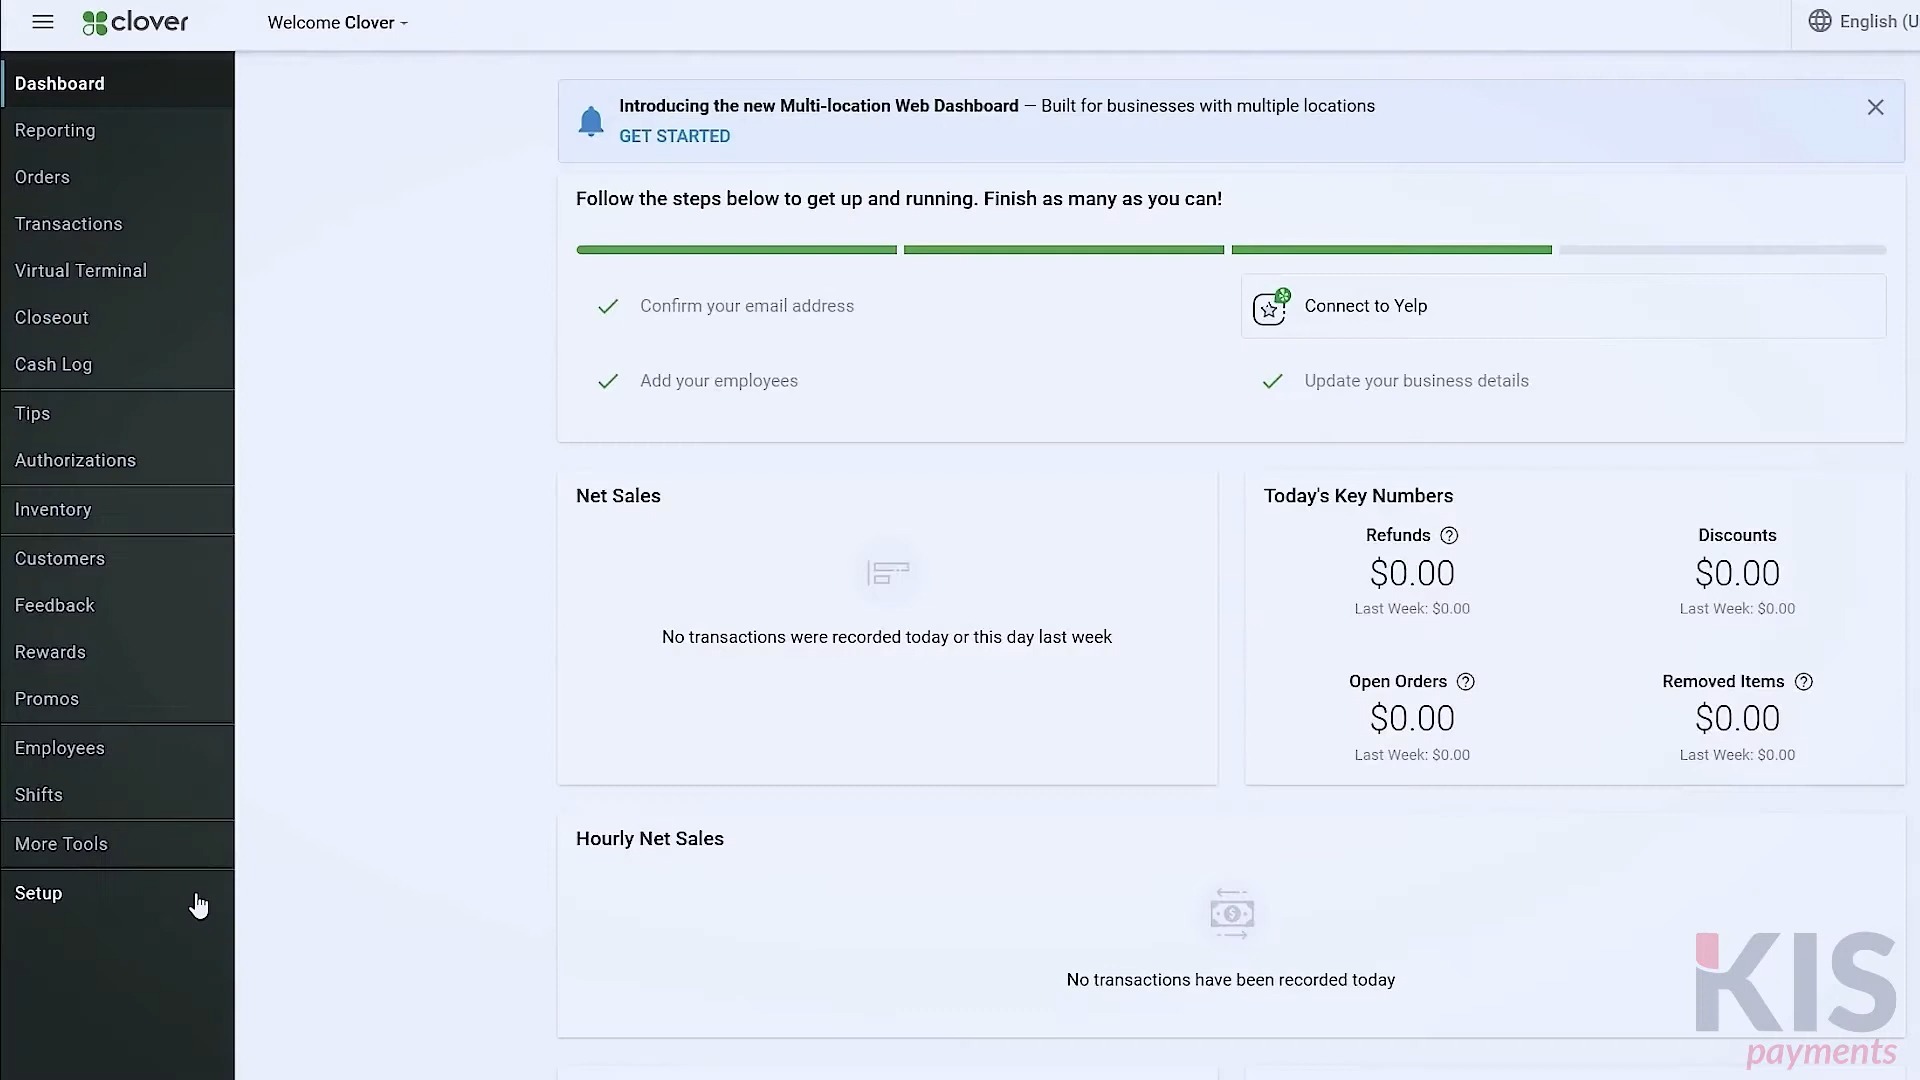 clover
Welcome Clover
English (U
Dashboard
Reporting
Orders
Transactions
Virtual Terminal
Closeout
Cash Log
Tips
Authorizations
Inventory
Customers
Feedback
Rewards
Promos
Employees
Shifts
More Tools
Setup
Introducing the new Multi-location Web Dashboard — Built for businesses with multiple locations
GET STARTED
Follow the steps below to get up and running. Finish as many as you can!
Confirm your email address
Connect to Yelp
Add your employees
Update your business details
Net Sales
No transactions were recorded today or this day last week
Today's Key Numbers
Refunds ?
Discounts
$0.00
$0.00
Last Week: $0.00
Last Week: $0.00
Open Orders ?
Removed Items ?
$0.00
$0.00
Last Week: $0.00
Last Week: $0.00
Hourly Net Sales
No transactions have been recorded today
KIS
payments